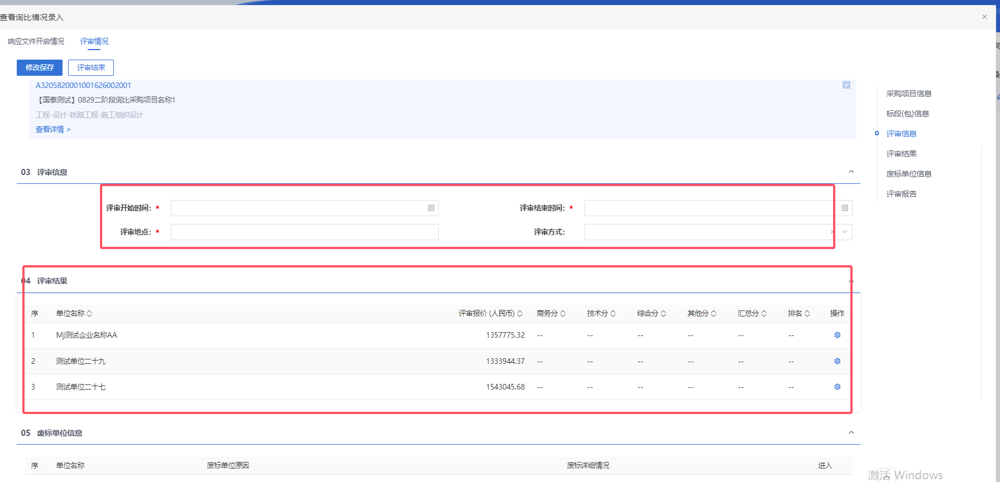 查看询比情况录入
响应文件开启情况 评审情况
修改保存 评审结束
A3205820001001626002001
【国泰测试】0829二阶段询比采购项目名称1
工程-设计-铁路工程-施工组织设计
查看详情 >
采购项目信息
标段(包)信息
评审信息
评审结果
废标单位信息
评审报告
03 评审信息
评审开始时间: * 评审结束时间: *
评审地点: * 评审方式:
04 评审结果
序 单位名称 评审报价 (人民币) 商务分 技术分 综合分 其他分 汇总分 排名 操作
1 Mj测试企业名称AA 1357775.32 -- -- -- -- -- --
2 测试单位二十九 1333944.37 -- -- -- -- -- --
3 测试单位二十七 1543045.68 -- -- -- -- -- --
05 废标单位信息
序 单位名称 废标单位原因 废标详细情况 进入
激活 Windows